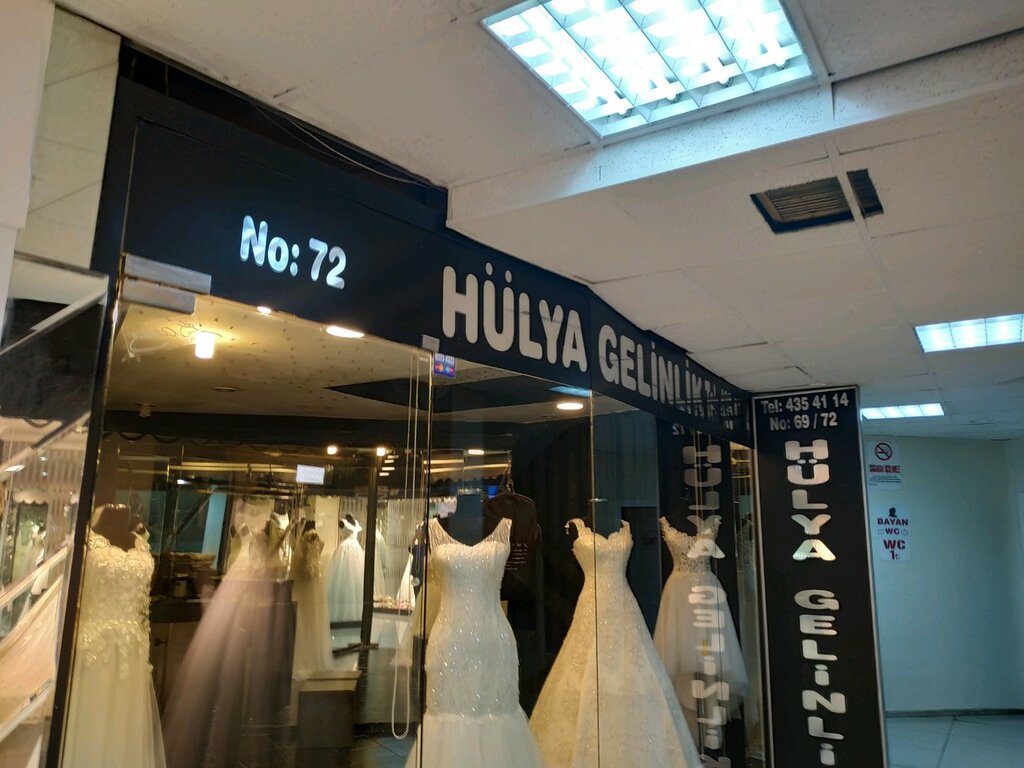 No: 72
HÜLYA GELİNLİK
Tel: 435 41 14
No: 69 / 72
HÜLYA GELİNLİ
SİGARA İÇİLMEZ
BAYAN
WC
WC